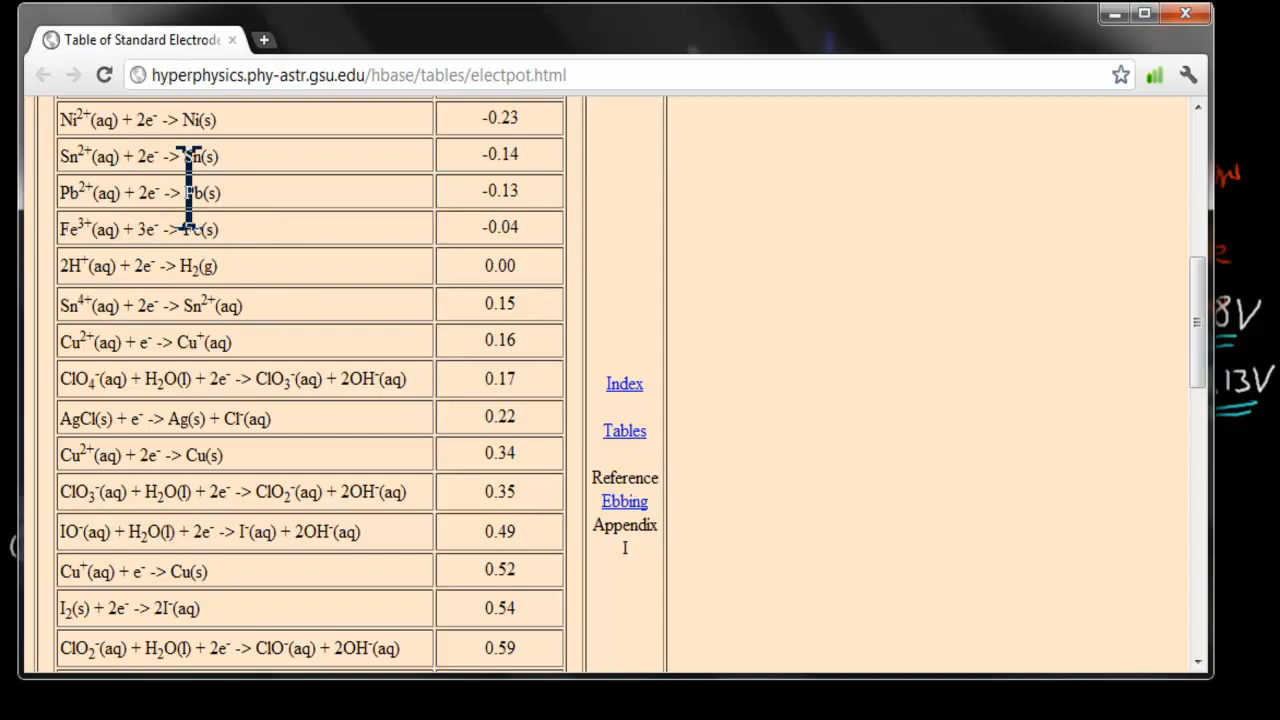 Table of Standard Electrode
hyperphysics.phy-astr.gsu.edu/hbase/tables/electpot.html
Ni²⁺(aq) + 2e⁻ -> Ni(s) -0.23
Sn²⁺(aq) + 2e⁻ -> Sn(s) -0.14
Pb²⁺(aq) + 2e⁻ -> Pb(s) -0.13
Fe³⁺(aq) + 3e⁻ -> Fe(s) -0.04
2H⁺(aq) + 2e⁻ -> H₂(g) 0.00
Sn⁴⁺(aq) + 2e⁻ -> Sn²⁺(aq) 0.15
Cu²⁺(aq) + e⁻ -> Cu⁺(aq) 0.16
ClO₄⁻(aq) + H₂O(l) + 2e⁻ -> ClO₃⁻(aq) + 2OH⁻(aq) 0.17
AgCl(s) + e⁻ -> Ag(s) + Cl⁻(aq) 0.22
Cu²⁺(aq) + 2e⁻ -> Cu(s) 0.34
ClO₃⁻(aq) + H₂O(l) + 2e⁻ -> ClO₂⁻(aq) + 2OH⁻(aq) 0.35
IO⁻(aq) + H₂O(l) + 2e⁻ -> I⁻(aq) + 2OH⁻(aq) 0.49
Cu⁺(aq) + e⁻ -> Cu(s) 0.52
I₂(s) + 2e⁻ -> 2I⁻(aq) 0.54
ClO₂⁻(aq) + H₂O(l) + 2e⁻ -> ClO⁻(aq) + 2OH⁻(aq) 0.59
Index
Tables
Reference
Ebbing
Appendix
I
8V
.13V